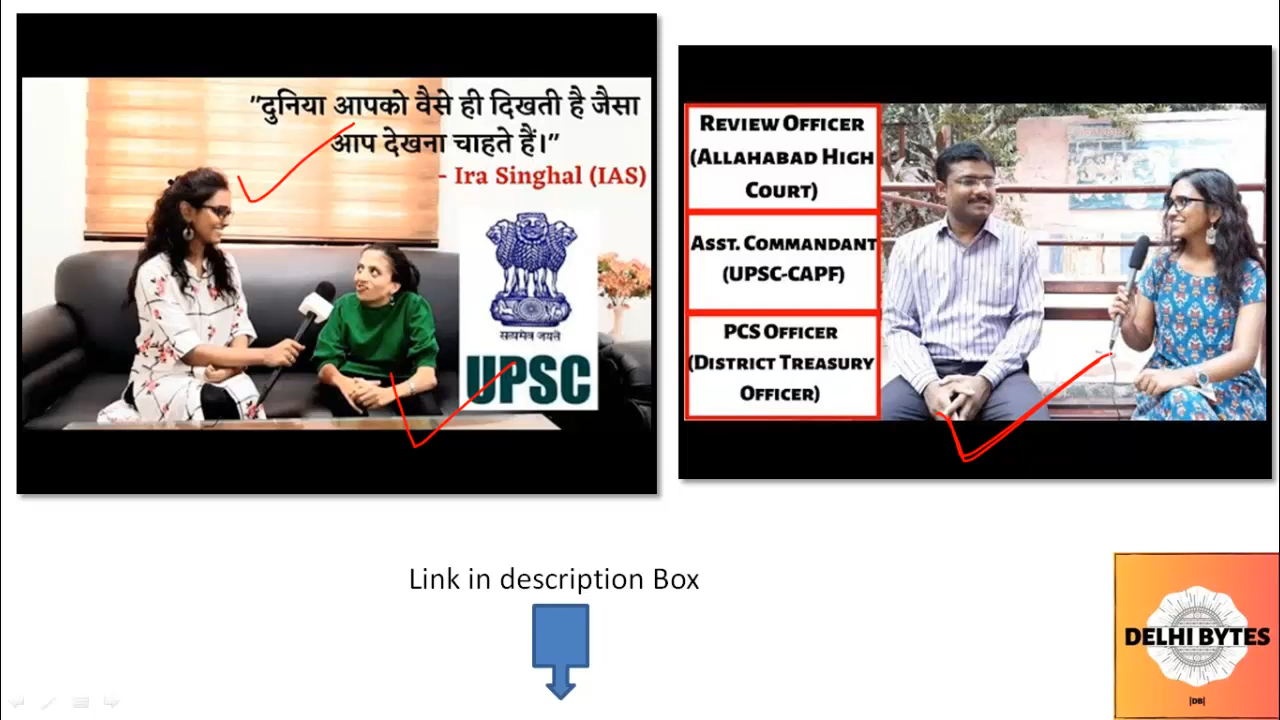 "दुनिया आपको वैसे ही दिखती है जैसा
आप देखना चाहते हैं।"
- Ira Singhal (IAS)
सत्यमेव जयते
UPSC
REVIEW OFFICER
(ALLAHABAD HIGH
COURT)
ASST. COMMANDANT
(UPSC-CAPF)
PCS OFFICER
(DISTRICT TREASURY
OFFICER)
Link in description Box
DELHI BYTES
|DB|